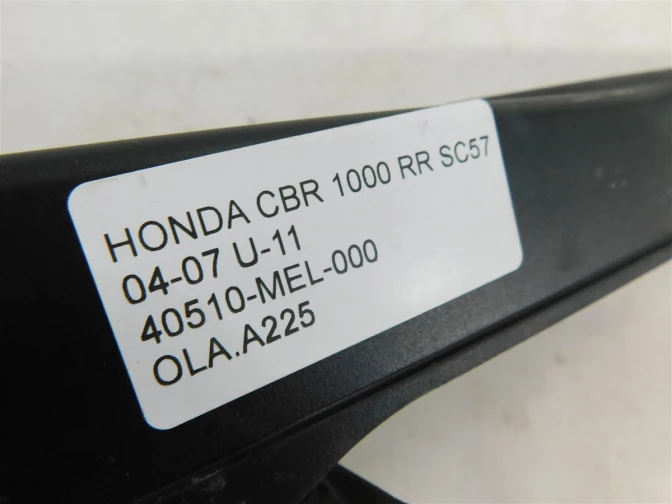 HONDA CBR 1000 RR SC57
04-07 U-11
40510-MEL-000
OLA.A225